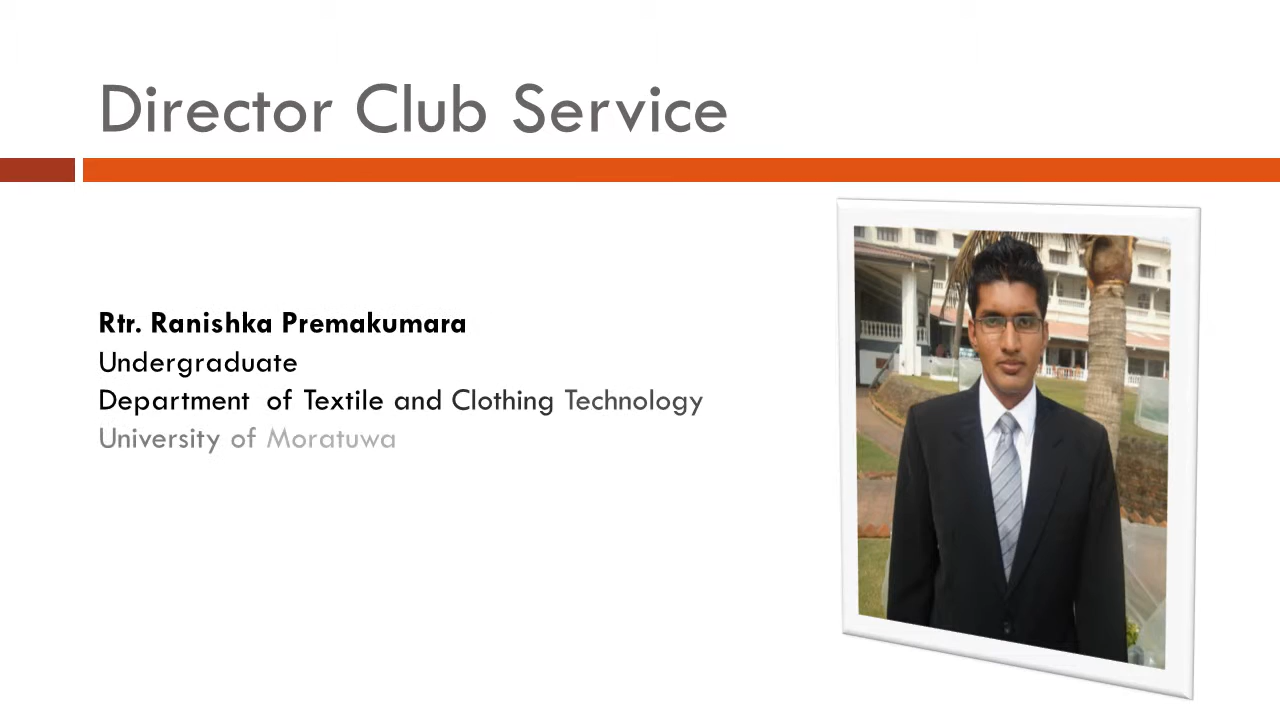 Director Club Service
Rtr. Ranishka Premakumara
Undergraduate
Department of Textile and Clothing Technology
University of Moratuwa